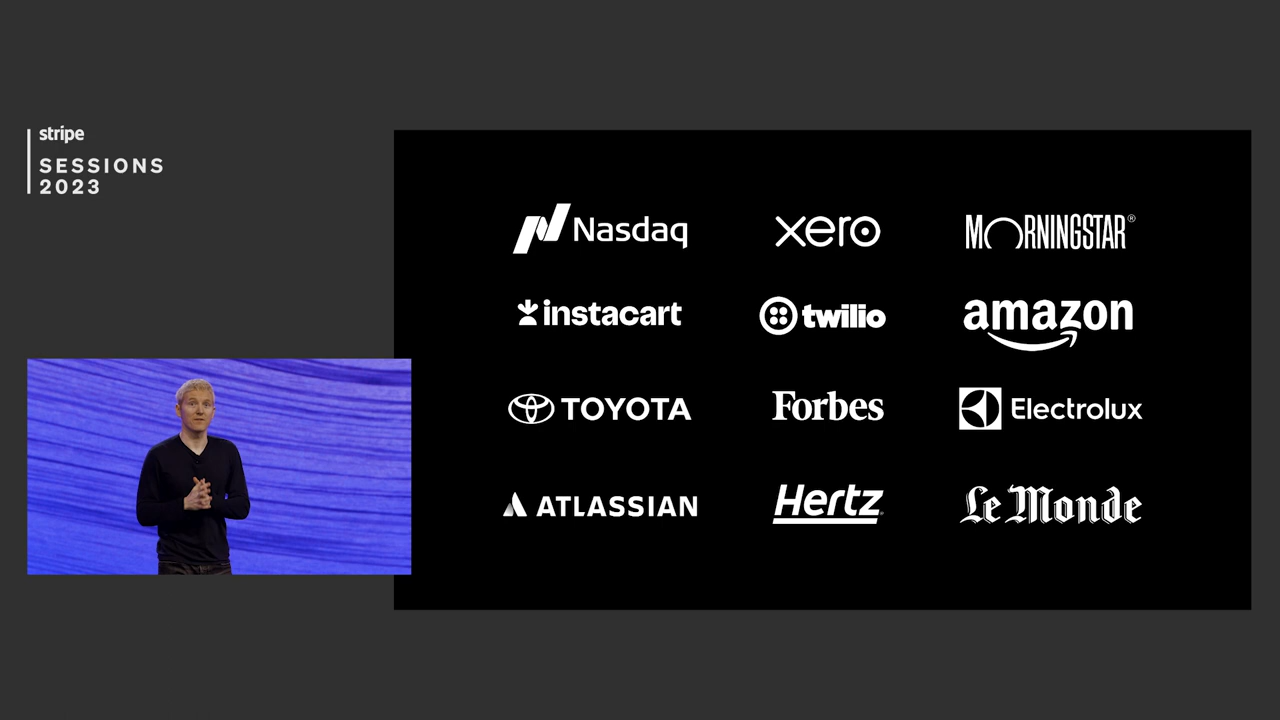 stripe
SESSIONS
2023
Nasdaq
xero
MORNINGSTAR®
instacart
twilio
amazon
TOYOTA
Forbes
Electrolux
ATLASSIAN
Hertz
Le Monde